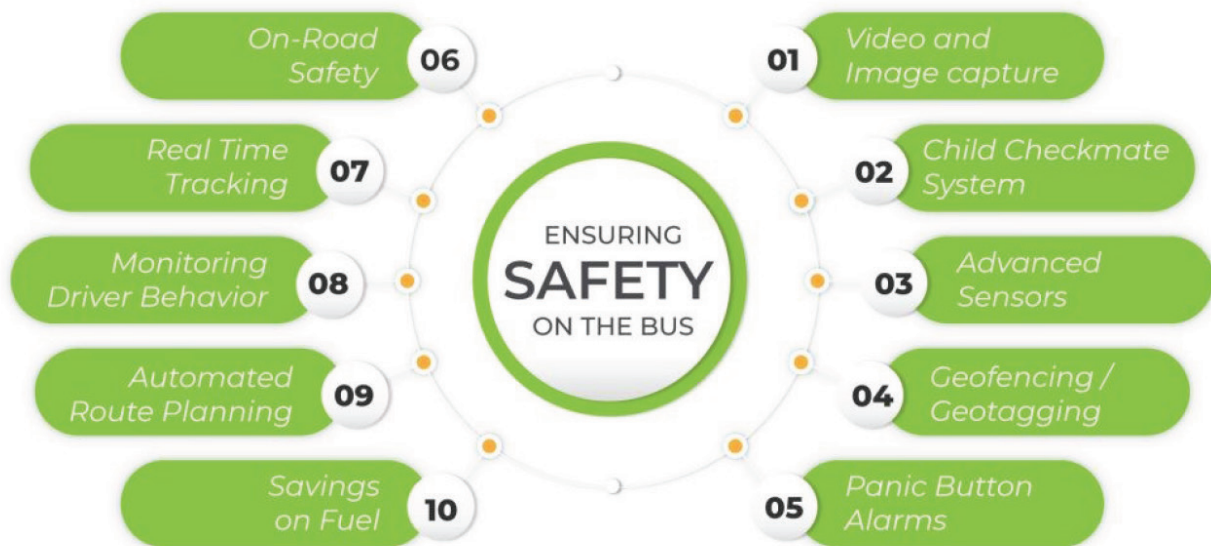 ENSURING
SAFETY
ON THE BUS
01
Video and
Image capture
02
Child Checkmate
System
03
Advanced
Sensors
04
Geofencing /
Geotagging
05
Panic Button
Alarms
06
On-Road
Safety
07
Real Time
Tracking
08
Monitoring
Driver Behavior
09
Automated
Route Planning
10
Savings
on Fuel